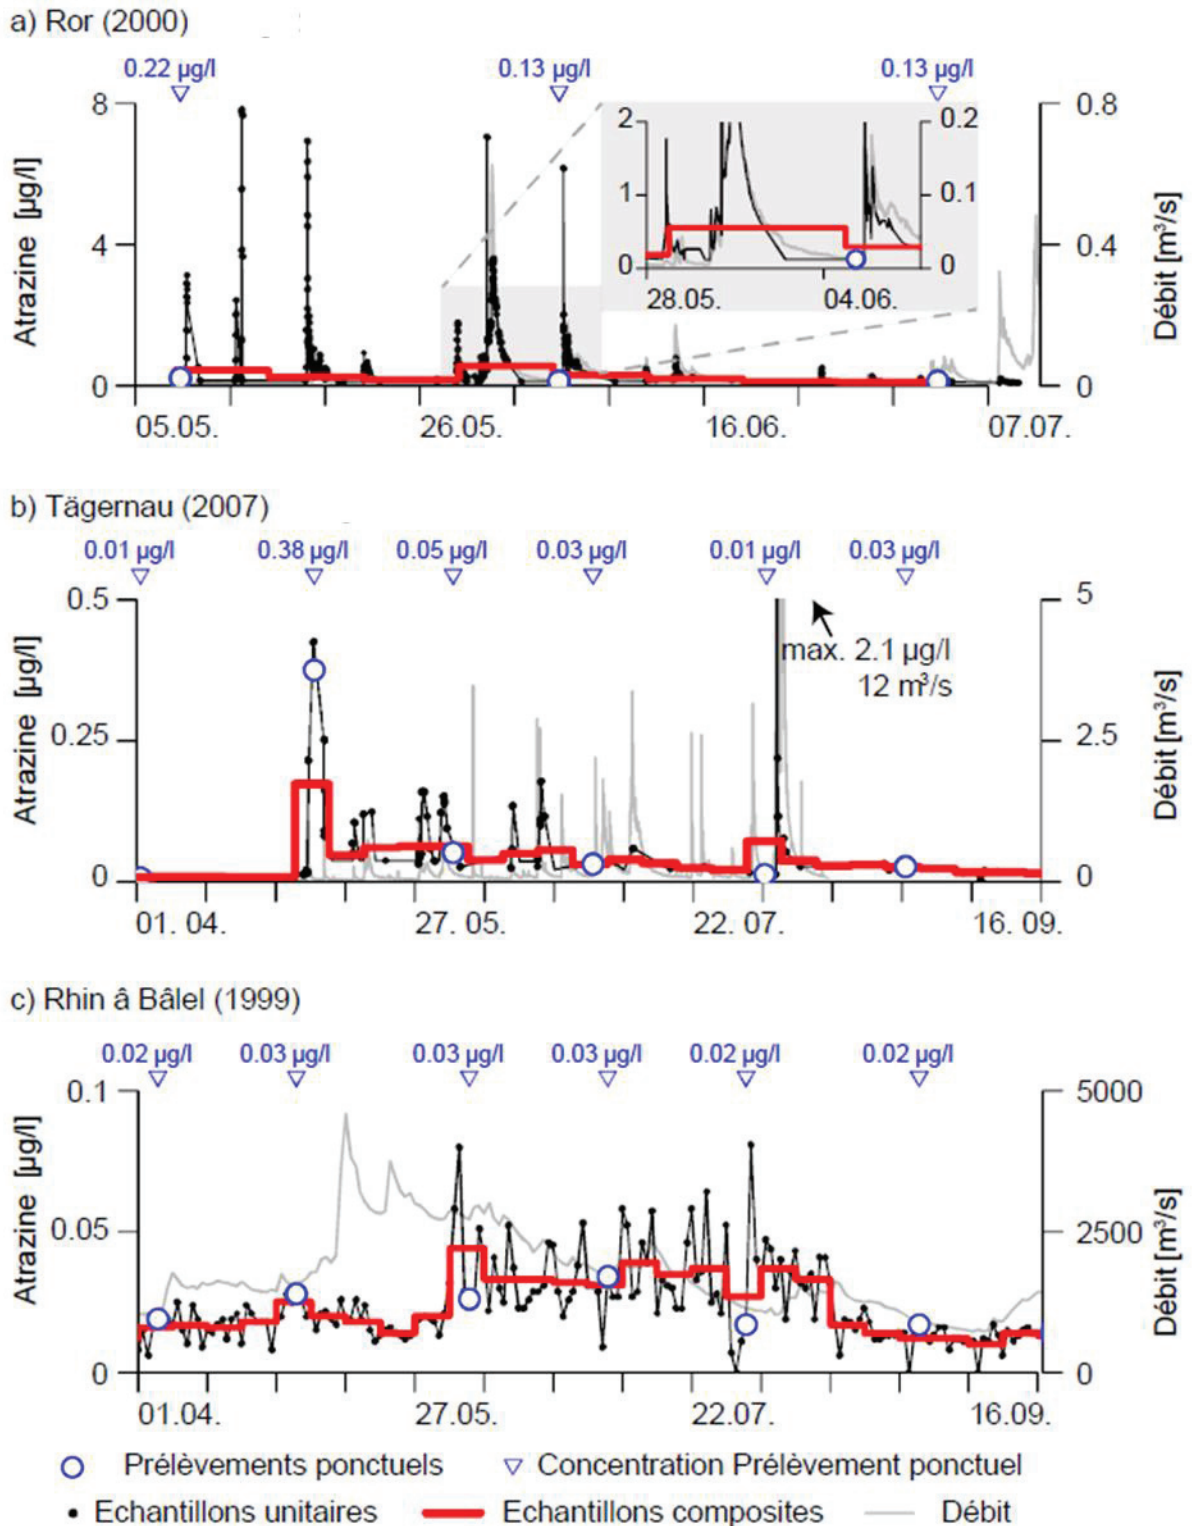 a) Ror (2000)
0.22 µg/l 0.13 µg/l 0.13 µg/l
8 0.8
2 0.2
1 0.1
0 0
28.05. 04.06.
4 0.4
0 0
Atrazine [µg/l]
Débit [m³/s]
05.05. 26.05. 16.06. 07.07.
b) Tägernau (2007)
0.01 µg/l 0.38 µg/l 0.05 µg/l 0.03 µg/l 0.01 µg/l 0.03 µg/l
0.5 5
max. 2.1 µg/l
12 m³/s
0.25 2.5
0 0
Atrazine [µg/l]
Débit [m³/s]
01. 04. 27. 05. 22. 07. 16. 09.
c) Rhin â Bâlel (1999)
0.02 µg/l 0.03 µg/l 0.03 µg/l 0.03 µg/l 0.02 µg/l 0.02 µg/l
0.1 5000
0.05 2500
0 0
Atrazine [µg/l]
Débit [m³/s]
01.04. 27.05. 22.07. 16.09.
Prélèvements ponctuels Concentration Prélèvement ponctuel
Echantillons unitaires Echantillons composites Débit